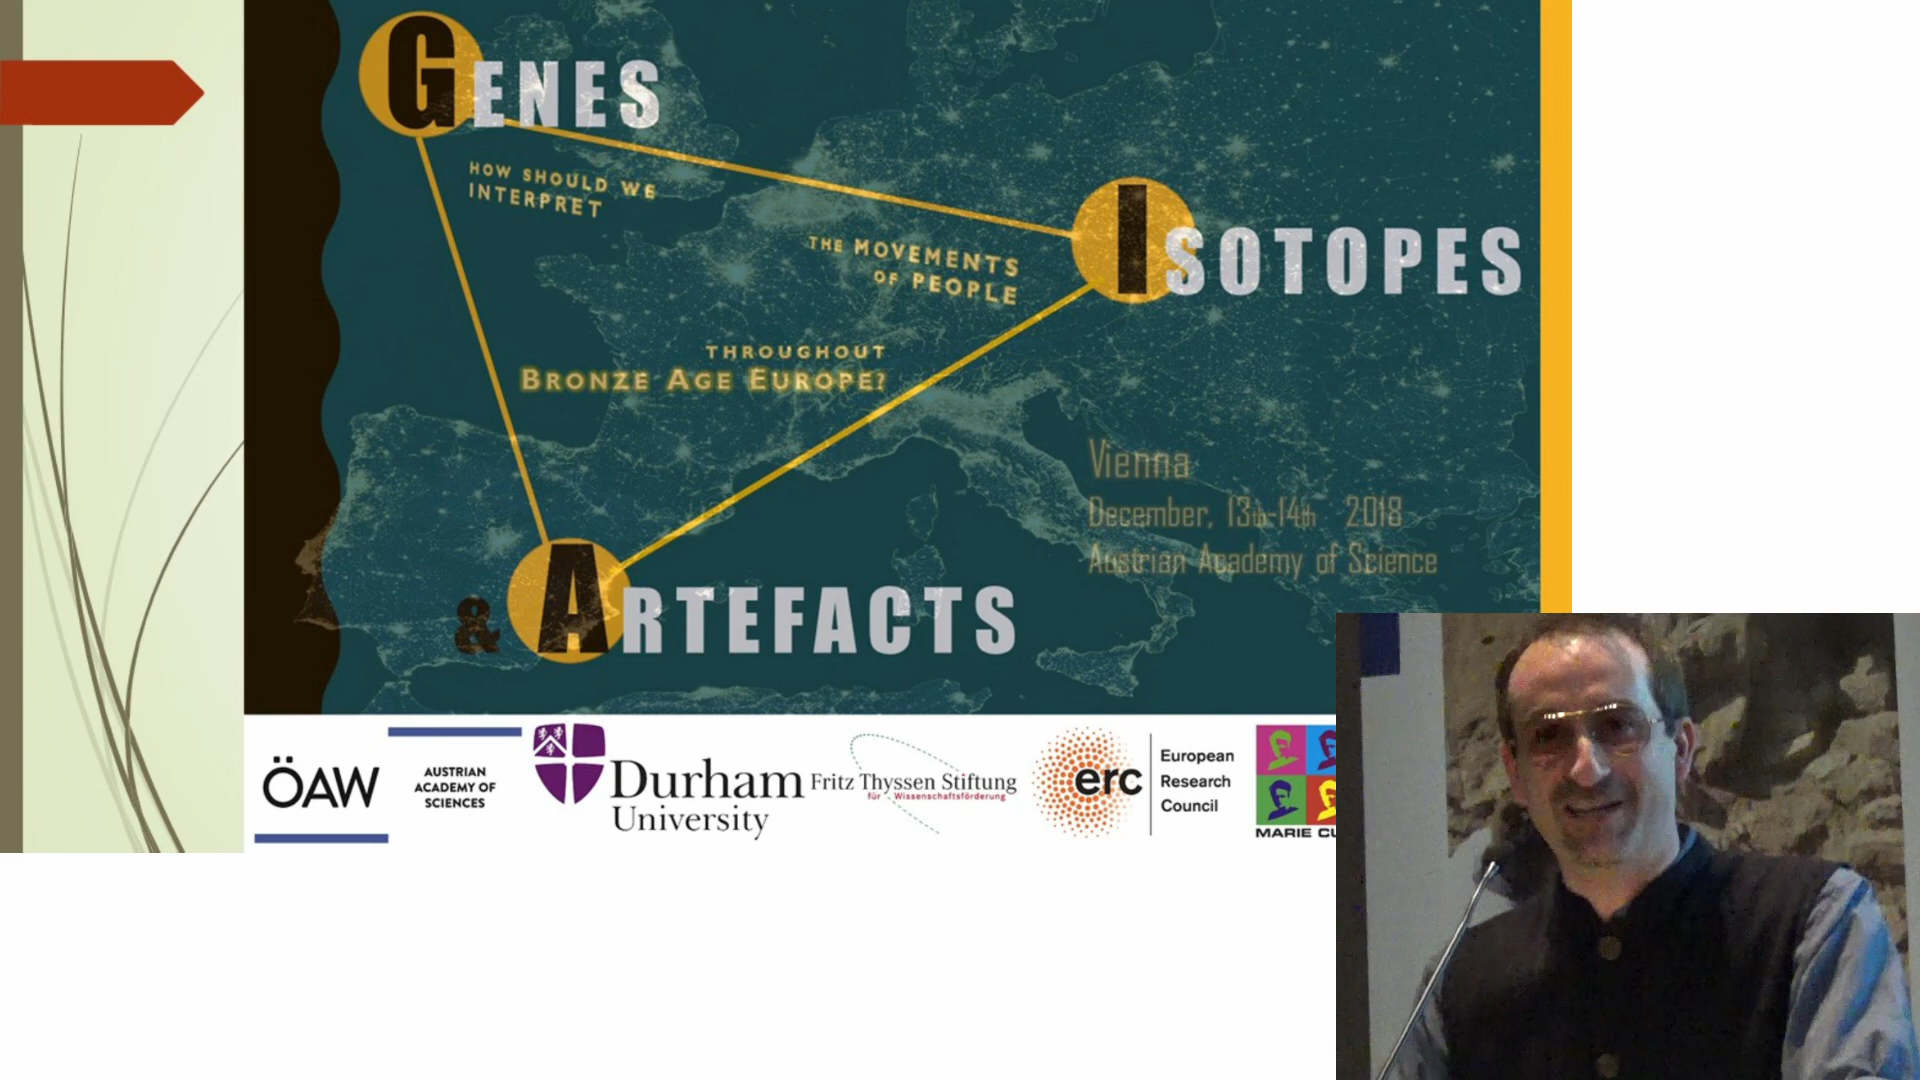 GENES
HOW SHOULD WE
INTERPRET
ISOTOPES
THE MOVEMENTS
OF PEOPLE
THROUGHOUT
BRONZE AGE EUROPE?
Vienna
December, 13th-14th 2018
Austrian Academy of Science
& ARTEFACTS
ÖAW
AUSTRIAN
ACADEMY OF
SCIENCES
Durham
University
Fritz Thyssen Stiftung
für Wissenschaftsförderung
erc
European
Research
Council
MARIE CU